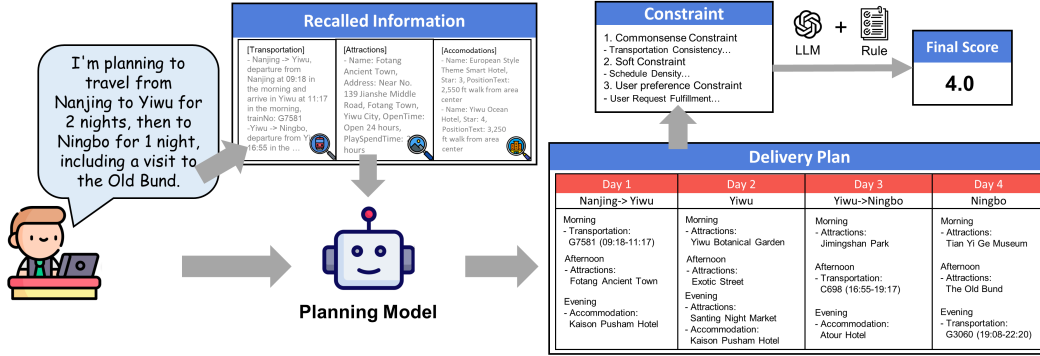 I'm planning to
travel from
Nanjing to Yiwu for
2 nights, then to
Ningbo for 1 night,
including a visit to
the Old Bund.
Recalled Information
[Transportation]
- Nanjing -> Yiwu,
departure from
Nanjing at 09:18 in
the morning and
arrive in Yiwu at 11:17
in the morning,
trainNo: G7581
-Yiwu -> Ningbo,
departure from
16:55 in the ...
[Attractions]
- Name: Fotang
Ancient Town,
Address: Near No.
139 Jianshe Middle
Road, Fotang Town,
Yiwu City, OpenTime:
Open 24 hours,
PlaySpendTime:
hours
[Accomodations]
- Name: European Style
Theme Smart Hotel,
Star: 3, PositionText:
2,550 ft walk from area
center
- Name: Yiwu Ocean
Hotel, Star: 4,
PositionText: 3,250
ft walk from area
center
Planning Model
Constraint
1. Commonsense Constraint
- Transportation Consistency...
2. Soft Constraint
- Schedule Density...
3. User preference Constraint
- User Request Fulfillment...
LLM
+
Rule
Final Score
4.0
Delivery Plan
Day 1
Nanjing-> Yiwu
Morning
- Transportation:
G7581 (09:18-11:17)
Afternoon
- Attractions:
Fotang Ancient Town
Evening
- Accommodation:
Kaison Pusham Hotel
Day 2
Yiwu
Morning
- Attractions:
Yiwu Botanical Garden
Afternoon
- Attractions:
Exotic Street
Evening
- Attractions:
Santing Night Market
- Accommodation:
Kaison Pusham Hotel
Day 3
Yiwu->Ningbo
Morning
- Attractions:
Jimingshan Park
Afternoon
- Transportation:
C698 (16:55-19:17)
Evening
- Accommodation:
Atour Hotel
Day 4
Ningbo
Morning
- Attractions:
Tian Yi Ge Museum
Afternoon
- Attractions:
The Old Bund
Evening
- Transportation:
G3060 (19:08-22:20)